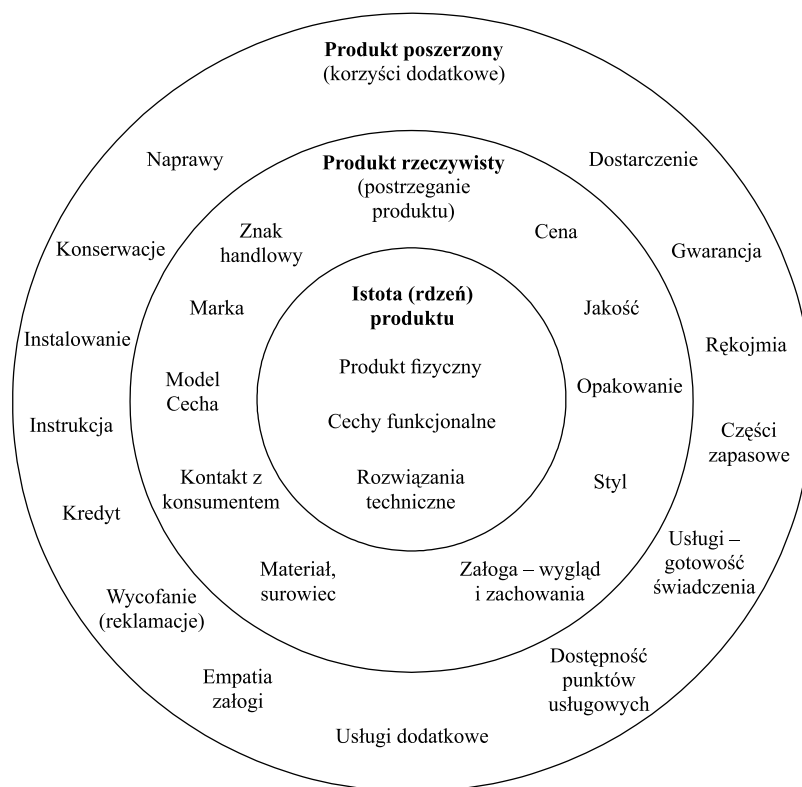 Produkt poszerzony
(korzyści dodatkowe)
Naprawy
Dostarczenie
Konserwacje
Gwarancja
Instalowanie
Rękojmia
Instrukcja
Części
zapasowe
Kredyt
Usługi –
gotowość
świadczenia
Wycofanie
(reklamacje)
Empatia
załogi
Dostępność
punktów
usługowych
Usługi dodatkowe
Produkt rzeczywisty
(postrzeganie
produktu)
Znak
handlowy
Cena
Marka
Jakość
Model
Cecha
Opakowanie
Kontakt z
konsumentem
Styl
Materiał,
surowiec
Załoga – wygląd
i zachowania
Istota (rdzeń)
produktu
Produkt fizyczny
Cechy funkcjonalne
Rozwiązania
techniczne